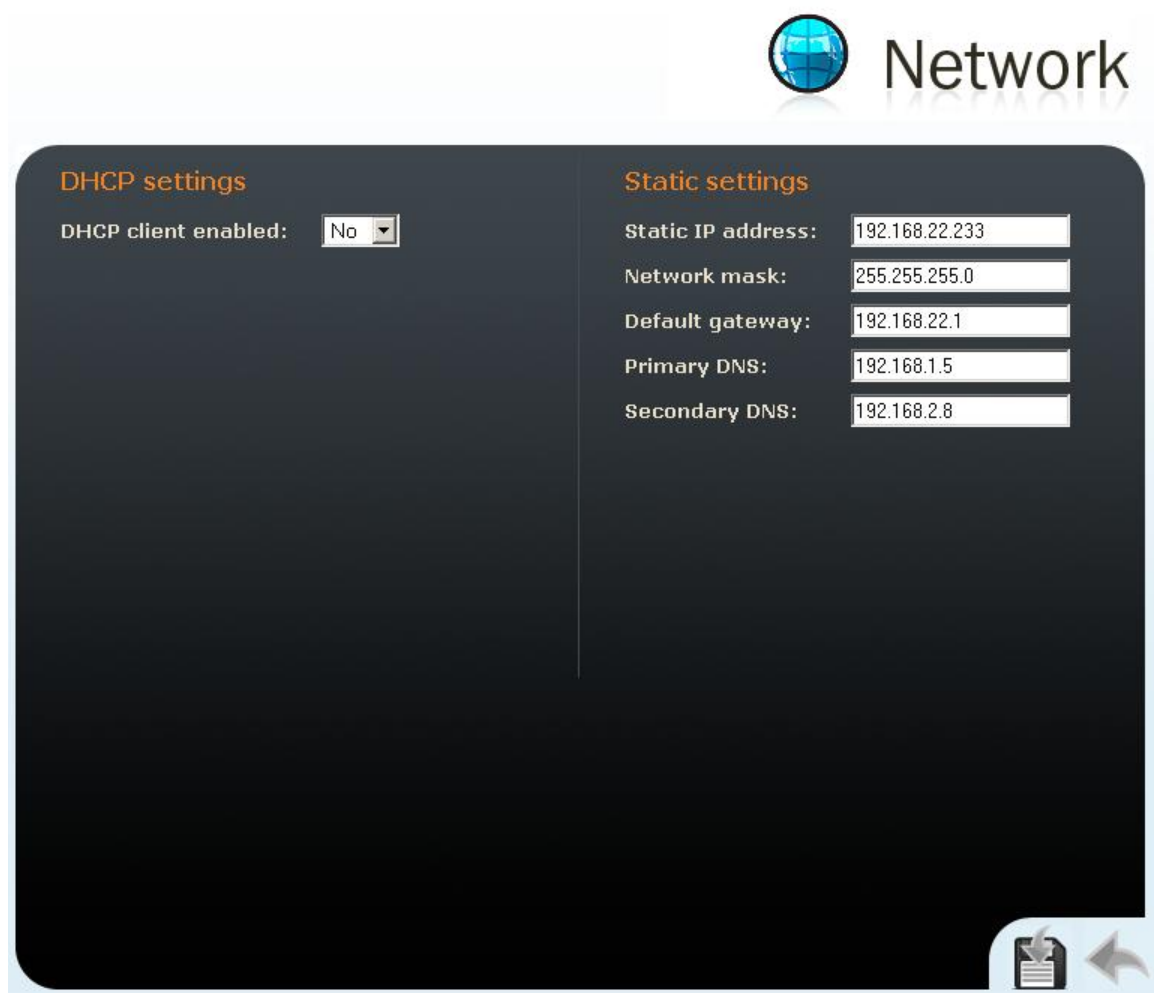 Network
DHCP settings
DHCP client enabled: No
Static settings
Static IP address: 192.168.22.233
Network mask: 255.255.255.0
Default gateway: 192.168.22.1
Primary DNS: 192.168.1.5
Secondary DNS: 192.168.2.8